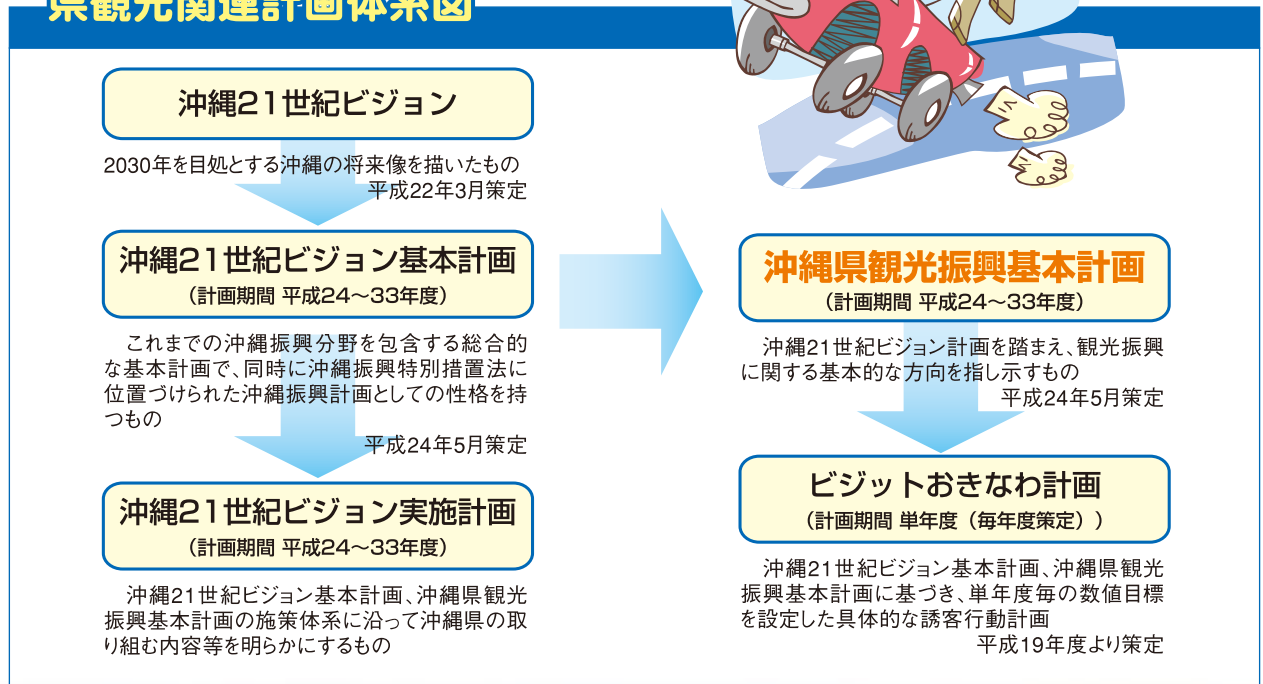 県観光関連計画体系図
沖縄21世紀ビジョン
2030年を目処とする沖縄の将来像を描いたもの
平成22年3月策定
沖縄21世紀ビジョン基本計画
（計画期間 平成24～33年度）
これまでの沖縄振興分野を包含する総合的
な基本計画で、同時に沖縄振興特別措置法に
位置づけられた沖縄振興計画としての性格を持
つもの
平成24年5月策定
沖縄21世紀ビジョン実施計画
（計画期間 平成24～33年度）
沖縄21世紀ビジョン基本計画、沖縄県観光
振興基本計画の施策体系に沿って沖縄県の取
り組む内容等を明らかにするもの
沖縄県観光振興基本計画
（計画期間 平成24～33年度）
沖縄21世紀ビジョン計画を踏まえ、観光振興
に関する基本的な方向を指し示すもの
平成24年5月策定
ビジットおきなわ計画
（計画期間 単年度（毎年度策定））
沖縄21世紀ビジョン基本計画、沖縄県観光
振興基本計画に基づき、単年度毎の数値目標
を設定した具体的な誘客行動計画
平成19年度より策定